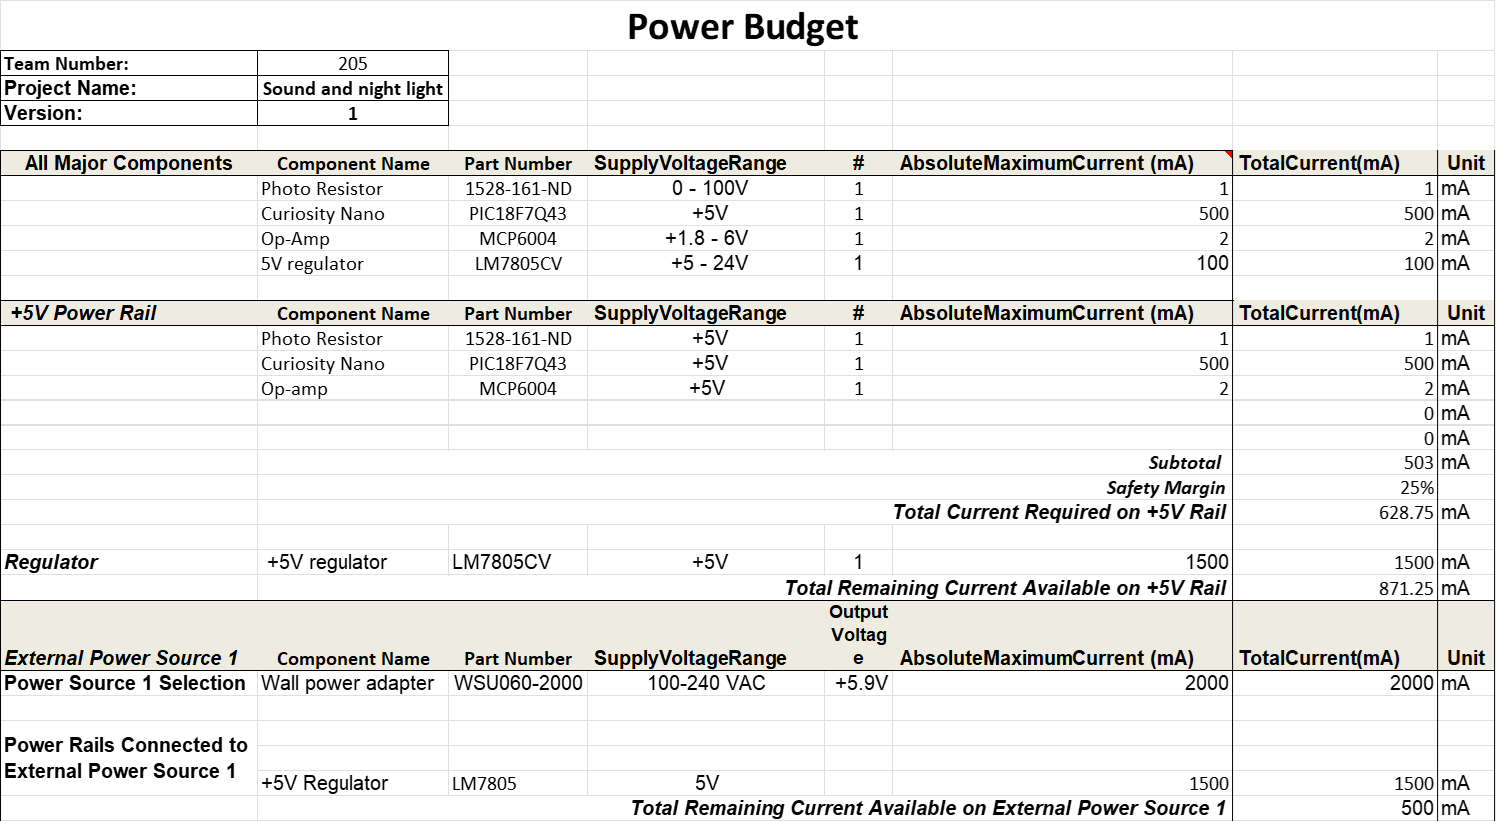 Power Budget
Team Number: 205
Project Name: Sound and night light
Version: 1
All Major Components Component Name Part Number SupplyVoltageRange # AbsoluteMaximumCurrent (mA) TotalCurrent(mA) Unit
Photo Resistor 1528-161-ND 0 - 100V 1 1 1 mA
Curiosity Nano PIC18F7Q43 +5V 1 500 500 mA
Op-Amp MCP6004 +1.8 - 6V 1 2 2 mA
5V regulator LM7805CV +5 - 24V 1 100 100 mA
+5V Power Rail Component Name Part Number SupplyVoltageRange # AbsoluteMaximumCurrent (mA) TotalCurrent(mA) Unit
Photo Resistor 1528-161-ND +5V 1 1 1 mA
Curiosity Nano PIC18F7Q43 +5V 1 500 500 mA
Op-amp MCP6004 +5V 1 2 2 mA
0 mA
0 mA
Subtotal 503 mA
Safety Margin 25%
Total Current Required on +5V Rail 628.75 mA
Regulator +5V regulator LM7805CV +5V 1 1500 1500 mA
Total Remaining Current Available on +5V Rail 871.25 mA
Output
Voltag
External Power Source 1 Component Name Part Number SupplyVoltageRange e AbsoluteMaximumCurrent (mA) TotalCurrent(mA) Unit
Power Source 1 Selection Wall power adapter WSU060-2000 100-240 VAC +5.9V 2000 2000 mA
Power Rails Connected to
External Power Source 1
+5V Regulator LM7805 5V 1500 1500 mA
Total Remaining Current Available on External Power Source 1 500 mA